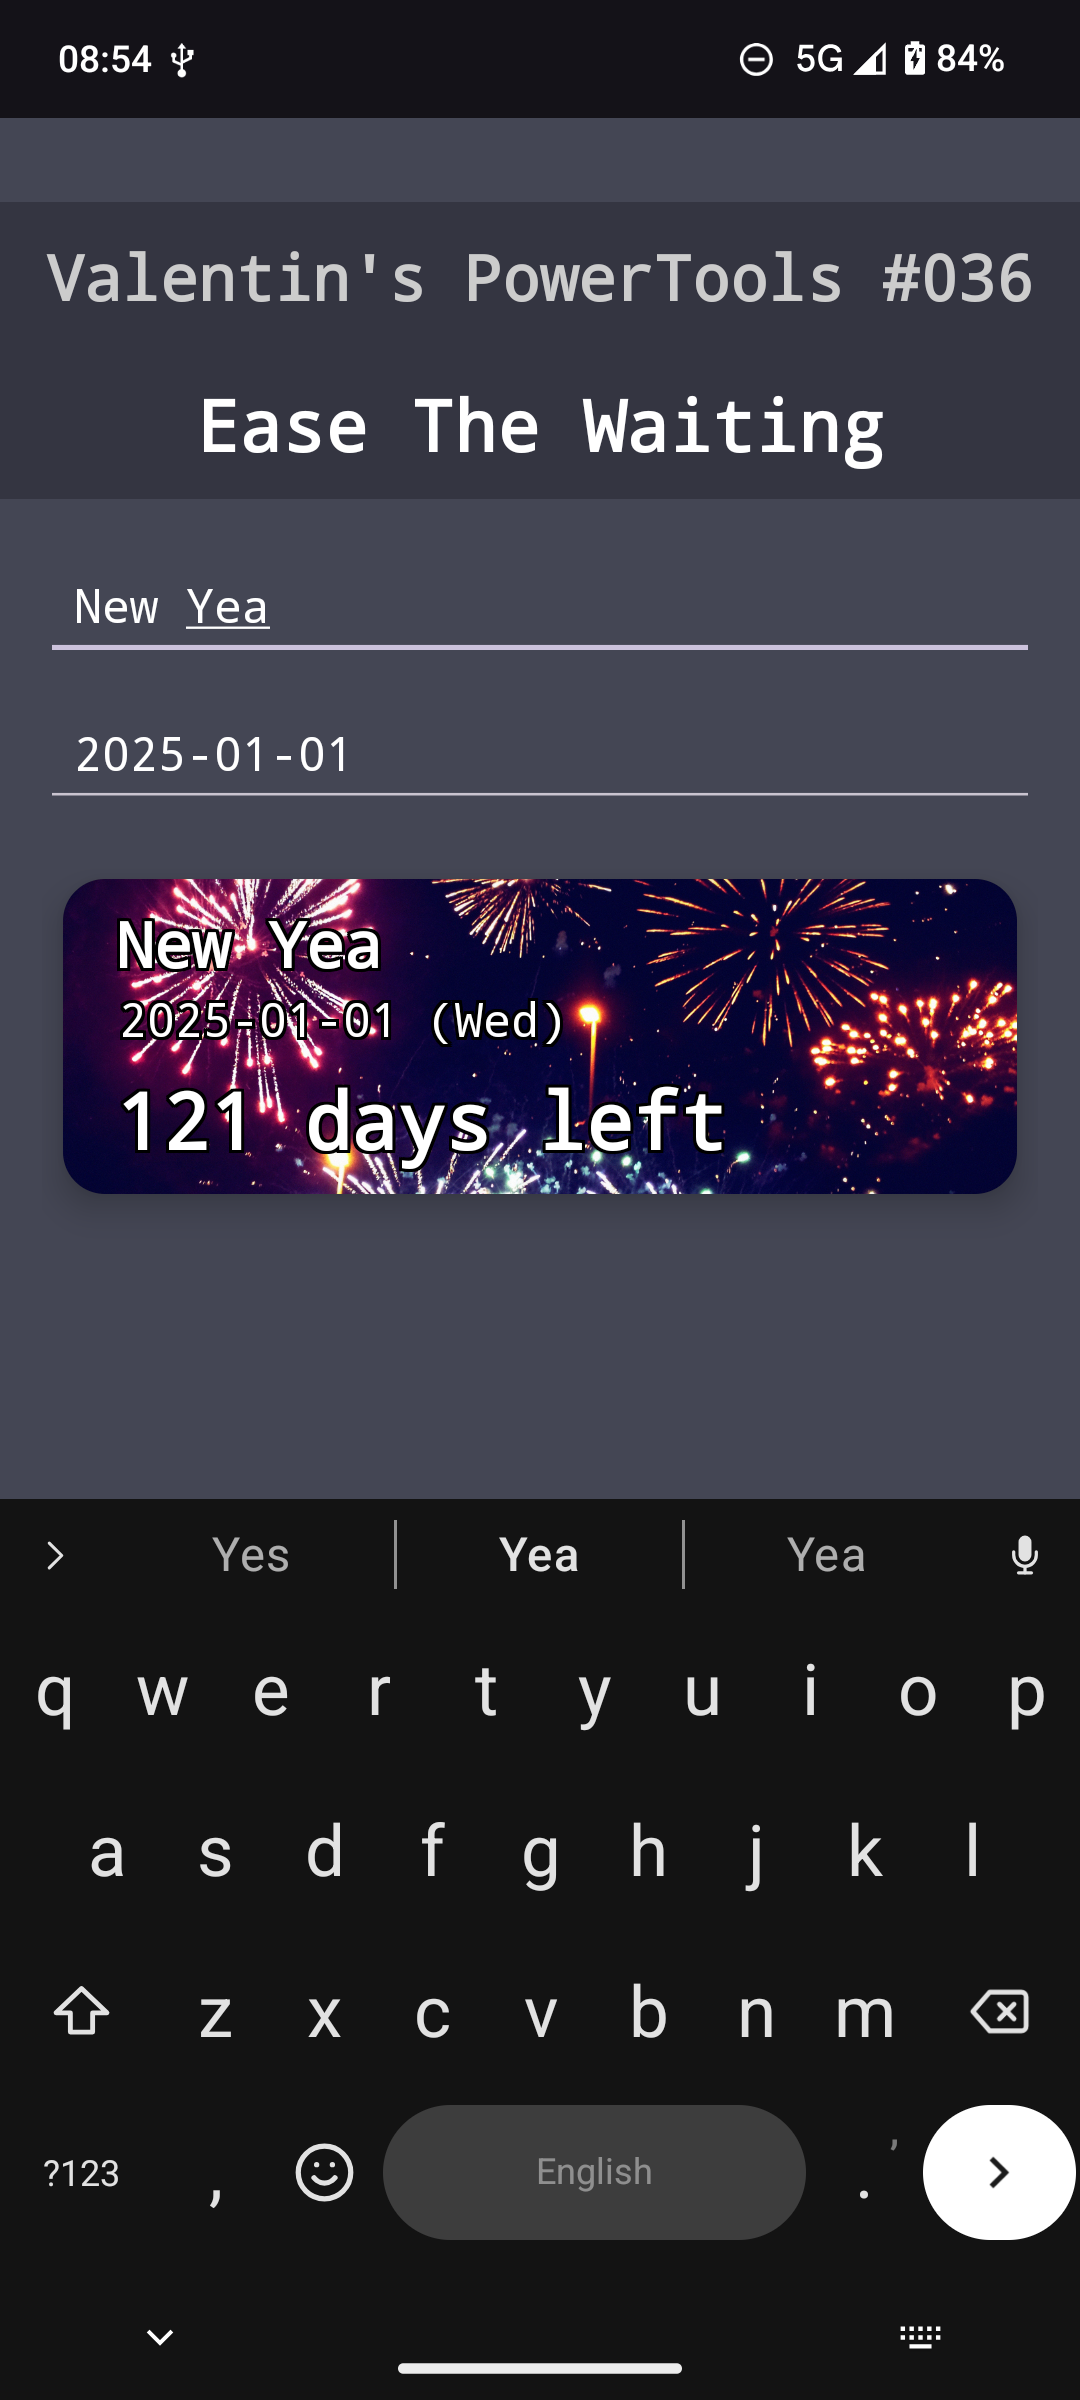 08:54 5G 84%
Valentin's PowerTools #036
Ease The Waiting
New Yea
2025-01-01
New Yea
2025-01-01 (Wed)
121 days left
Yes Yea Yea
q w e r t y u i o p
a s d f g h j k l
z x c v b n m
?123 , English . ,